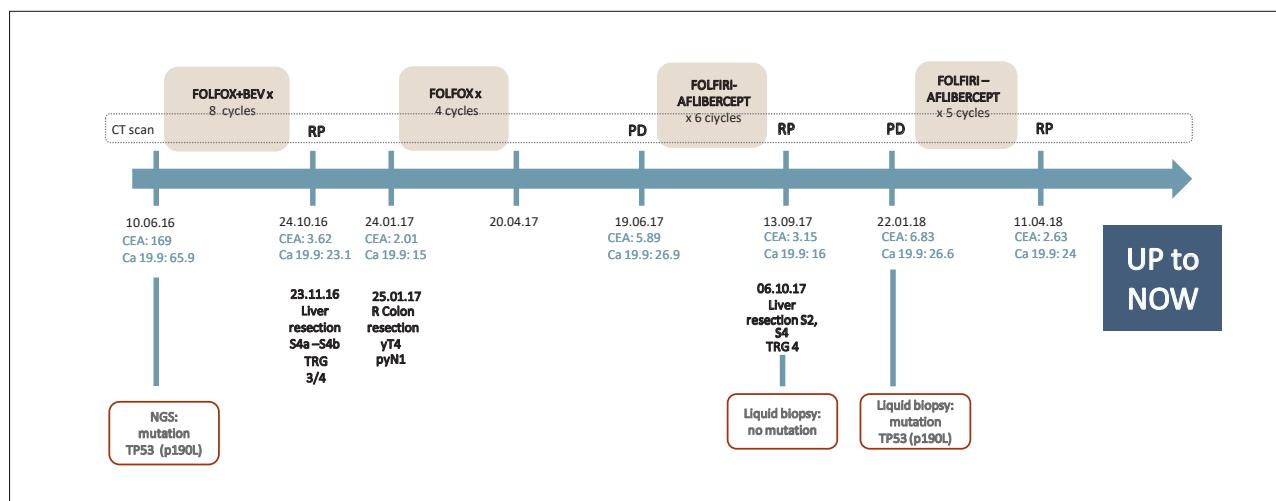 FOLFOX+BEV x
8 cycles
FOLFOX x
4 cycles
FOLFIRI-
AFLIBERCEPT
x 6 ciycles
FOLFIRI –
AFLIBERCEPT
x 5 cycles
CT scan
RP
PD
RP
PD
RP
10.06.16
CEA: 169
Ca 19.9: 65.9
24.10.16
CEA: 3.62
Ca 19.9: 23.1
24.01.17
CEA: 2.01
Ca 19.9: 15
20.04.17
19.06.17
CEA: 5.89
Ca 19.9: 26.9
13.09.17
CEA: 3.15
Ca 19.9: 16
22.01.18
CEA: 6.83
Ca 19.9: 26.6
11.04.18
CEA: 2.63
Ca 19.9: 24
UP to
NOW
23.11.16
Liver
resection
S4a –S4b
TRG
3/4
25.01.17
R Colon
resection
yT4
pyN1
06.10.17
Liver
resection S2,
S4
TRG 4
NGS:
mutation
TP53 (p190L)
Liquid biopsy:
no mutation
Liquid biopsy:
mutation
TP53 (p190L)